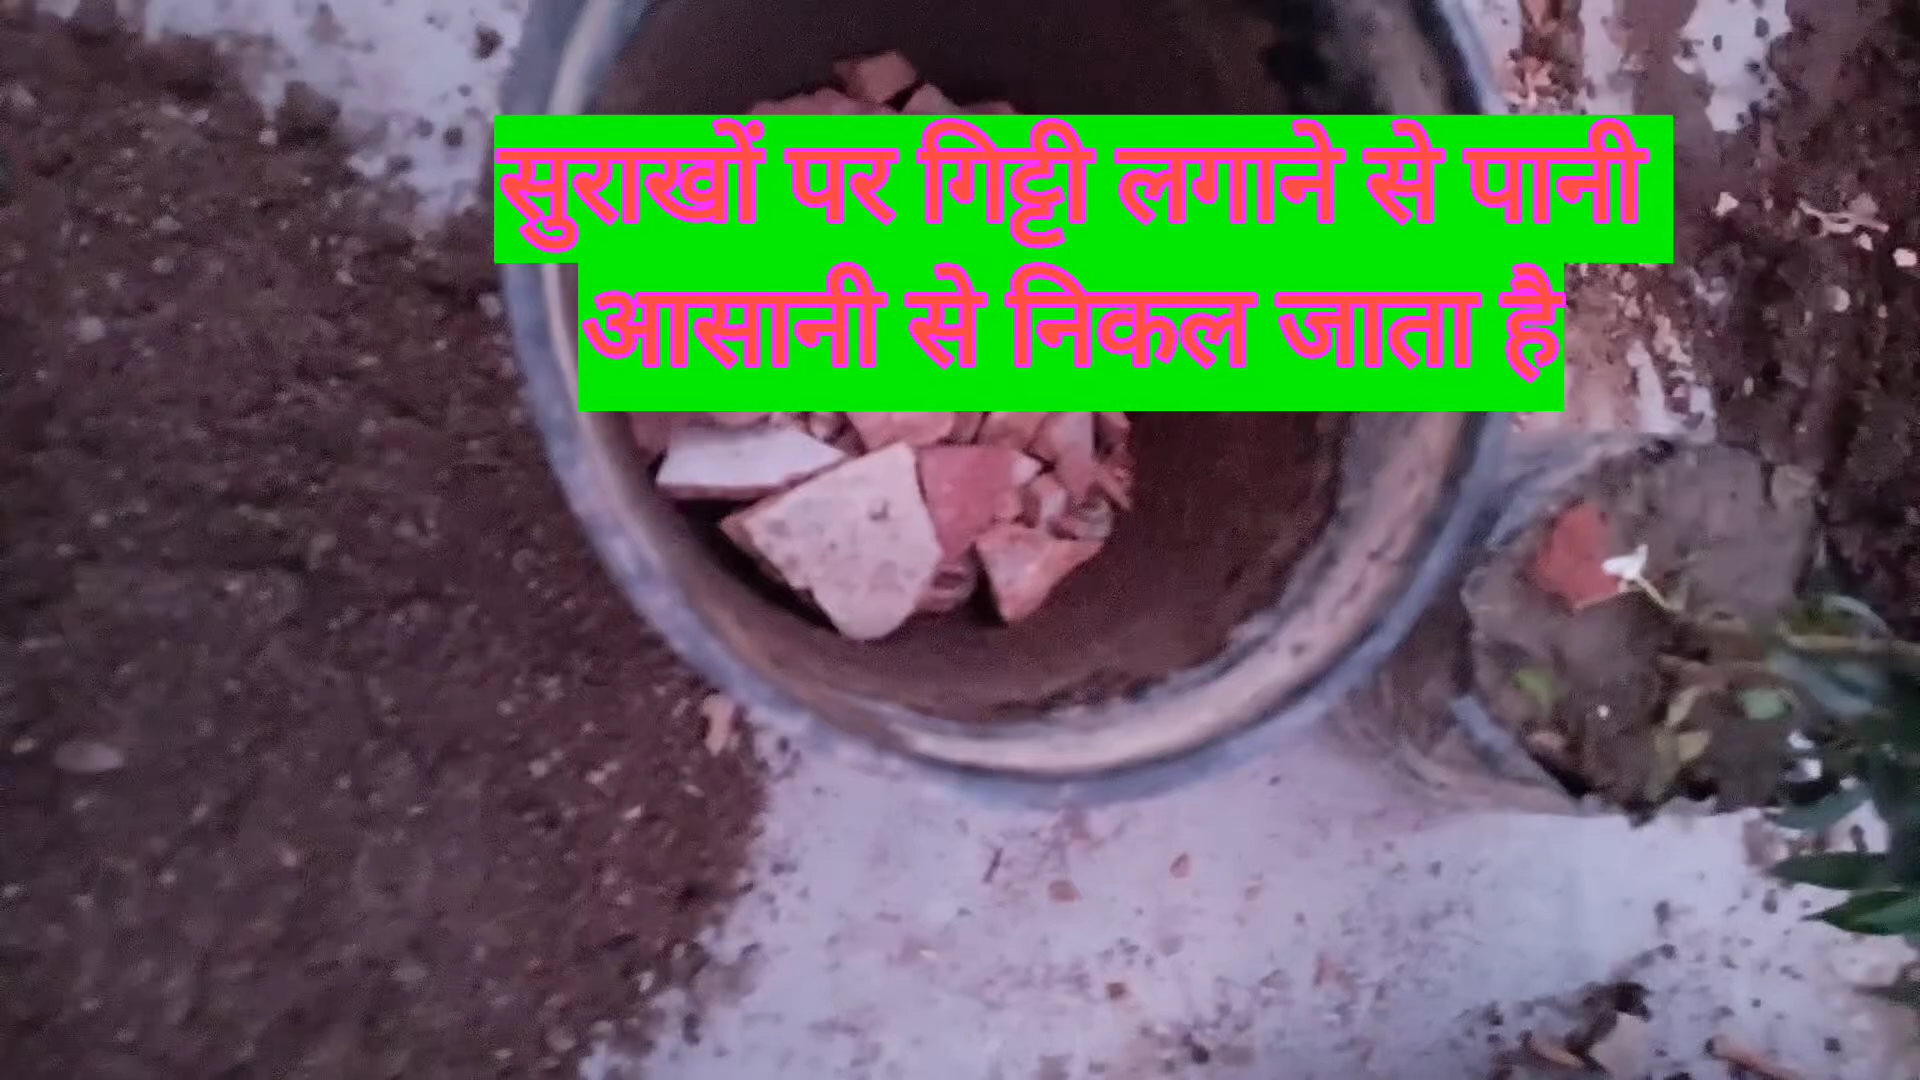 सुराखों पर गिट्टी लगाने से पानी
आसानी से निकल जाता है